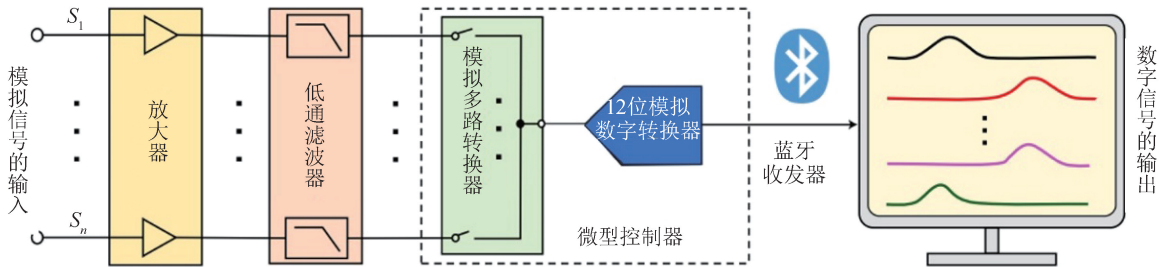 模拟信号的输入
S1
Sn
放大器
低通滤波器
模拟多路转换器
12位模拟
数字转换器
微型控制器
蓝牙
收发器
数字信号的输出